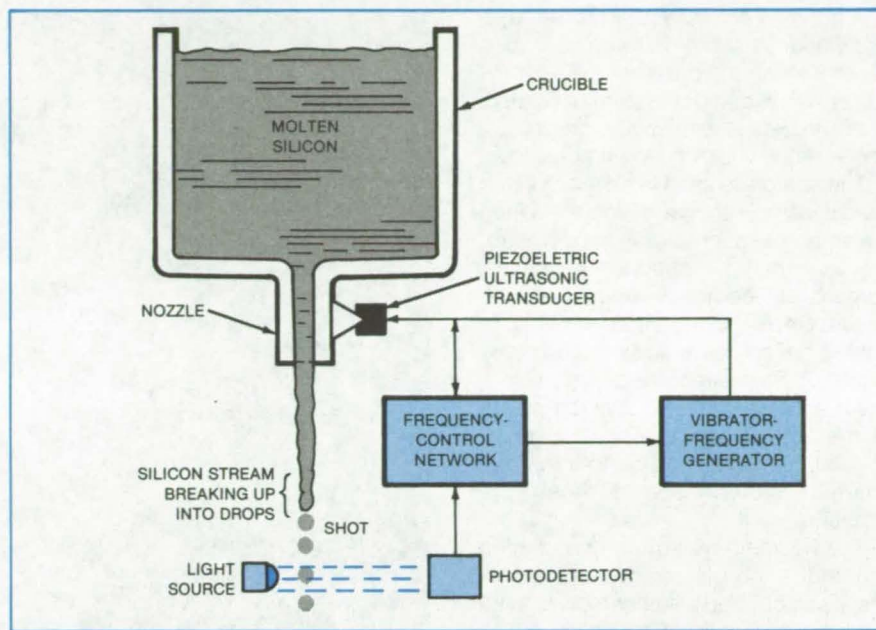 CRUCIBLE
MOLTEN
SILICON
PIEZOELETRIC
ULTRASONIC
TRANSDUCER
NOZZLE
FREQUENCY-
CONTROL
NETWORK
VIBRATOR-
FREQUENCY
GENERATOR
SILICON STREAM
BREAKING UP
INTO DROPS
SHOT
LIGHT
SOURCE
PHOTODETECTOR